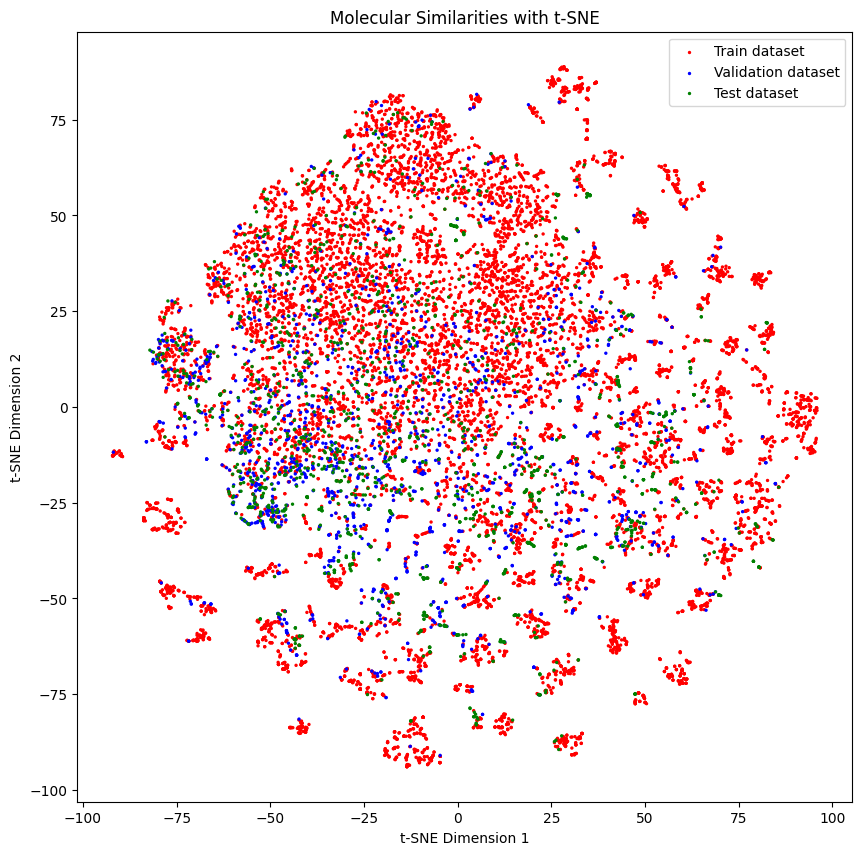 Molecular Similarities with t-SNE
Train dataset
Validation dataset
Test dataset
75
50
25
0
−25
−50
−75
−100
t-SNE Dimension 2
−100
−75
−50
−25
0
25
50
75
100
t-SNE Dimension 1